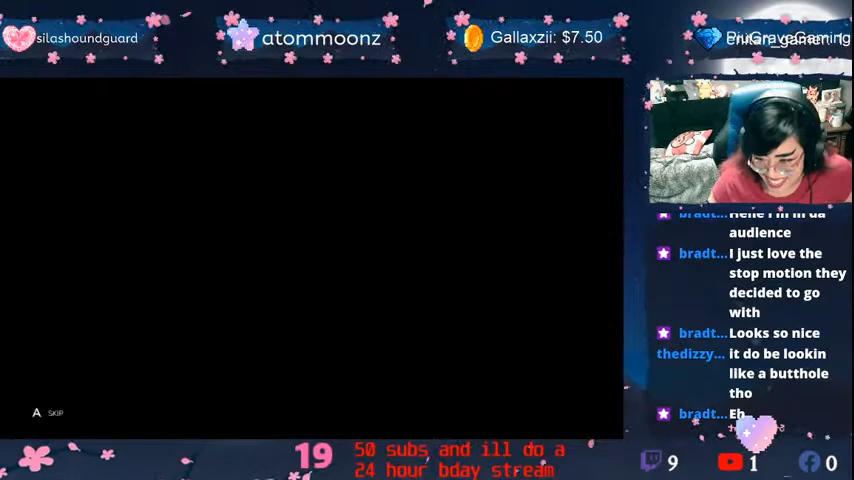 silashoundguard
atommoonz
Gallaxzii: $7.50
audience
bradt... I just love the
stop motion they
decided to go
with
bradt... Looks so nice
thedizzy... it do be lookin
like a butthole
tho
bradt... Eh
A SKIP
19
50 subs and ill do a
24 hour bday stream
9
1
0